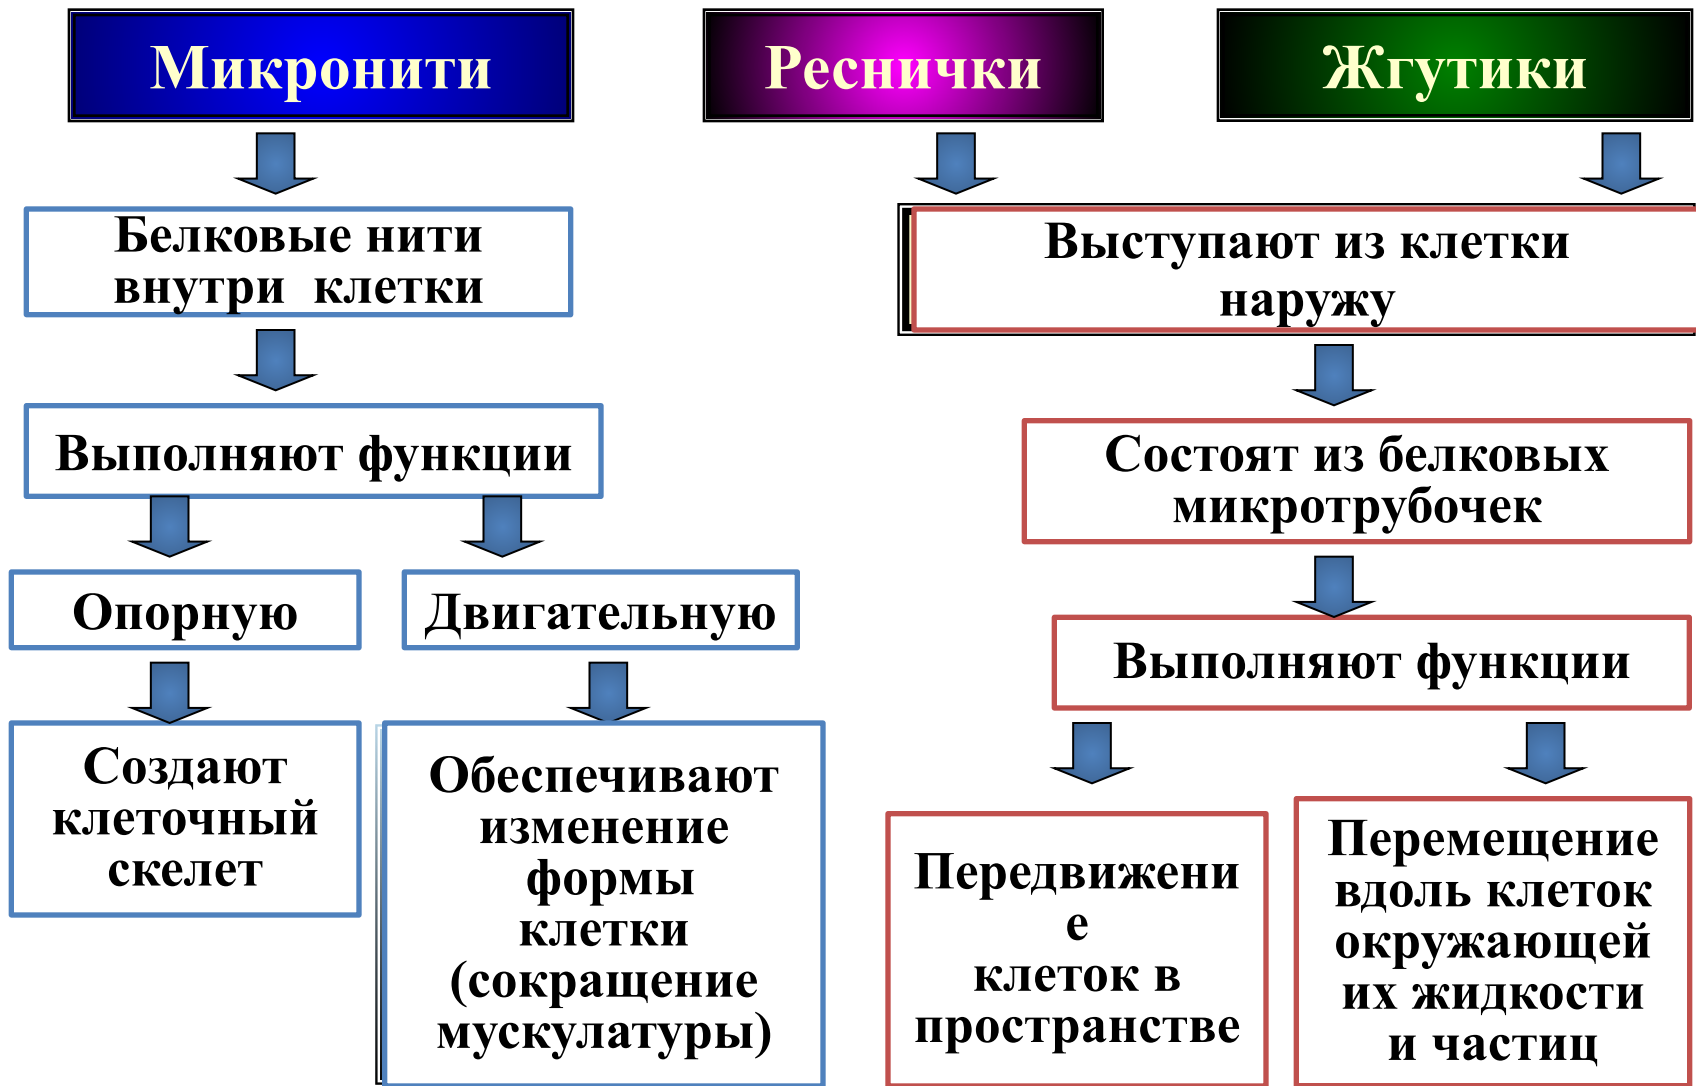 Микронити
Реснички
Жгутики
Белковые нити
внутри клетки
Выступают из клетки
наружу
Выполняют функции
Состоят из белковых
микротрубочек
Опорную
Двигательную
Выполняют функции
Создают
клеточный
скелет
Обеспечивают
изменение
формы
клетки
(сокращение
мускулатуры)
Передвижени
е
клеток в
пространстве
Перемещение
вдоль клеток
окружающей
их жидкости
и частиц